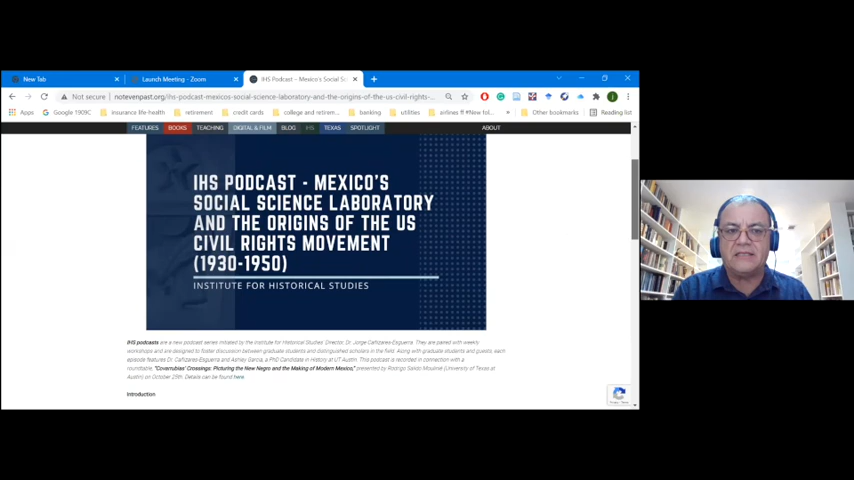 New Tab
Launch Meeting - Zoom
IHS Podcast – Mexico's Social Sc
Not secure
notevenpast.org/ihs-podcast-mexicos-social-science-laboratory-and-the-origins-of-the-us-civil-rights-...
Apps
Google 1909C
insurance life-health
retirement
credit cards
college and retirem...
banking
utilities
airlines ff #New fol...
»
Other bookmarks
Reading list
FEATURES
BOOKS
TEACHING
DIGITAL & FILM
BLOG
IHS
TEXAS
SPOTLIGHT
ABOUT
IHS PODCAST - MEXICO'S
SOCIAL SCIENCE LABORATORY
AND THE ORIGINS OF THE US
CIVIL RIGHTS MOVEMENT
(1930-1950)
INSTITUTE FOR HISTORICAL STUDIES
IHS podcasts are a new podcast series initiated by the Institute for Historical Studies' Director, Dr. Jorge Cañizares-Esguerra. They are paired with weekly
workshops and are designed to foster discussion between graduate students and distinguished scholars in the field. Along with graduate students and guests, each
episode features Dr. Cañizares-Esguerra and Ashley Garcia, a PhD Candidate in History at UT Austin. This podcast is recorded in connection with a
roundtable, "Covarrubias' Crossings: Picturing the New Negro and the Making of Modern Mexico," presented by Rodrigo Salido Moulinié (University of Texas at
Austin) on October 25th. Details can be found here.
Introduction